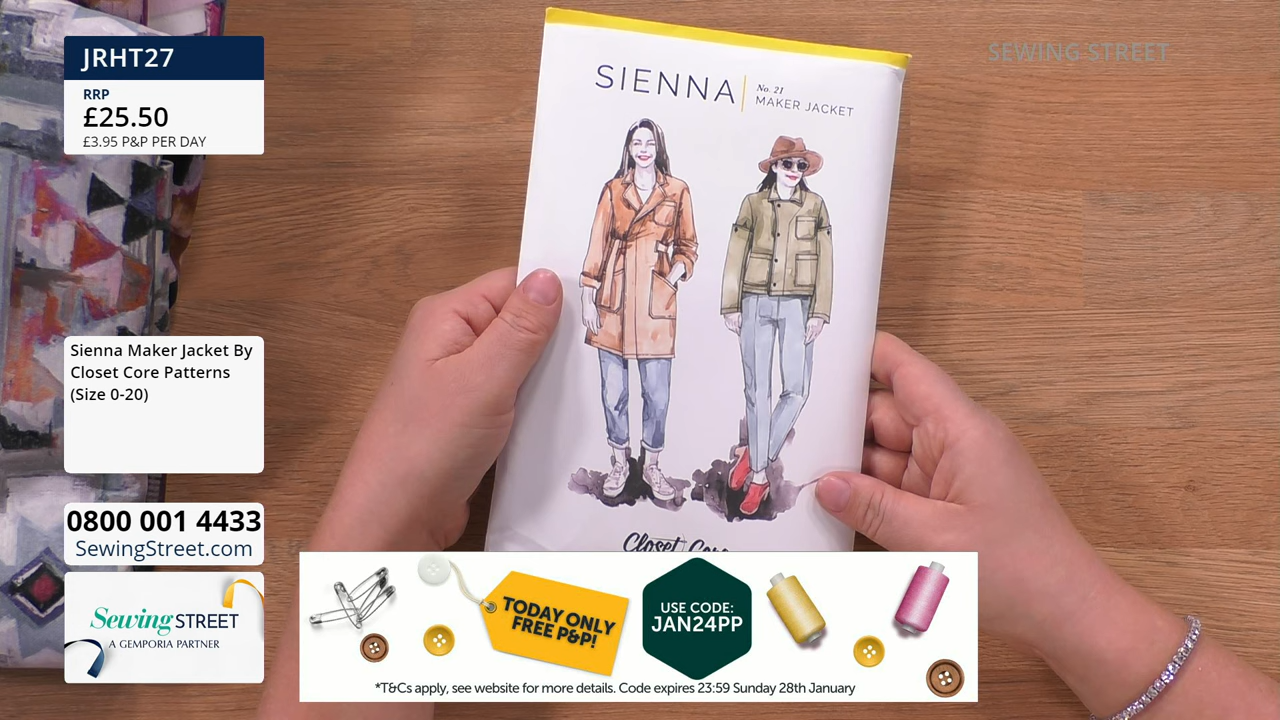 JRHT27
RRP
£25.50
£3.95 P&P PER DAY
SEWING STREET
SIENNA
No. 21
MAKER JACKET
Sienna Maker Jacket By
Closet Core Patterns
(Size 0-20)
Closet Core
0800 001 4433
SewingStreet.com
Sewing STREET
A GEMPORIA PARTNER
TODAY ONLY
FREE P&P!
USE CODE:
JAN24PP
*T&Cs apply, see website for more details. Code expires 23:59 Sunday 28th January